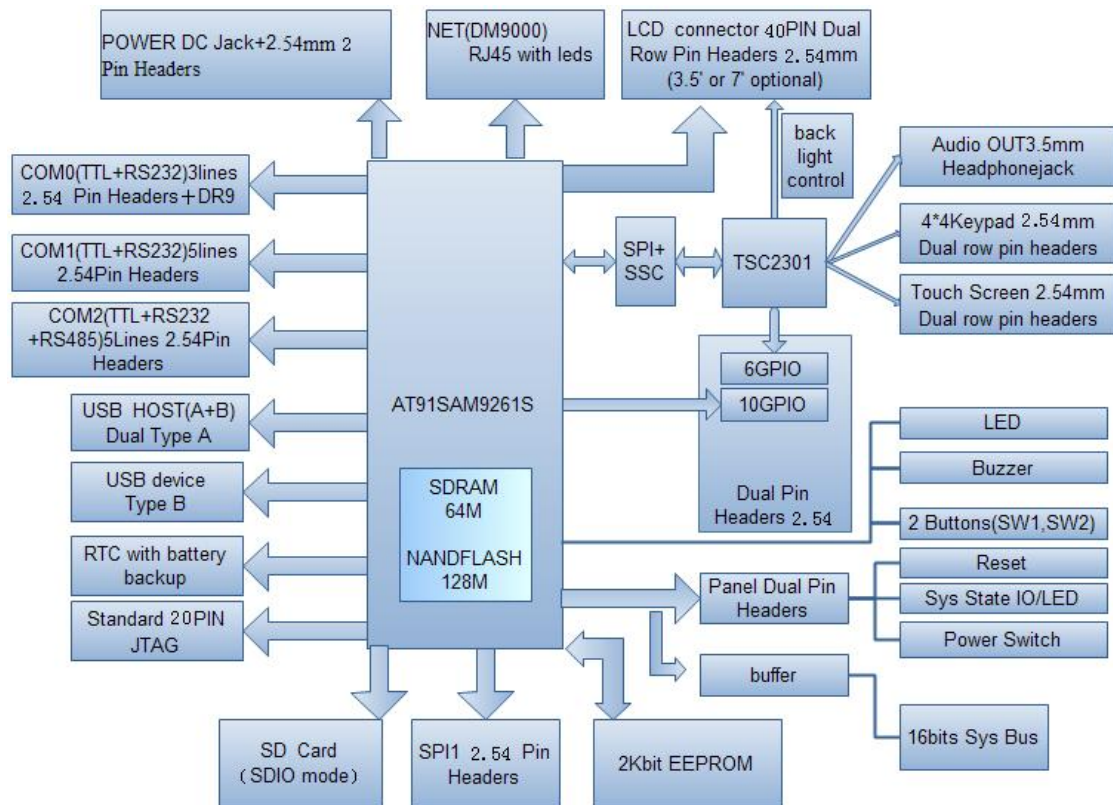 POWER DC Jack+2.54mm 2
Pin Headers
NET(DM9000)
RJ45 with leds
LCD connector 40PIN Dual
Row Pin Headers 2.54mm
(3.5' or 7' optional)
back
light
control
COM0(TTL+RS232)3lines
2.54 Pin Headers+DR9
COM1(TTL+RS232)5lines
2.54Pin Headers
COM2(TTL+RS232
+RS485)5Lines 2.54Pin
Headers
USB HOST(A+B)
Dual Type A
USB device
Type B
RTC with battery
backup
Standard 20PIN
JTAG
AT91SAM9261S
SDRAM
64M
NANDFLASH
128M
SPI+
SSC
TSC2301
Audio OUT3.5mm
Headphonejack
4*4Keypad 2.54mm
Dual row pin headers
Touch Screen 2.54mm
Dual row pin headers
6GPIO
10GPIO
Dual Pin
Headers 2.54
LED
Buzzer
2 Buttons(SW1,SW2)
Panel Dual Pin
Headers
Reset
Sys State IO/LED
Power Switch
buffer
16bits Sys Bus
SD Card
(SDIO mode)
SPI1 2.54 Pin
Headers
2Kbit EEPROM